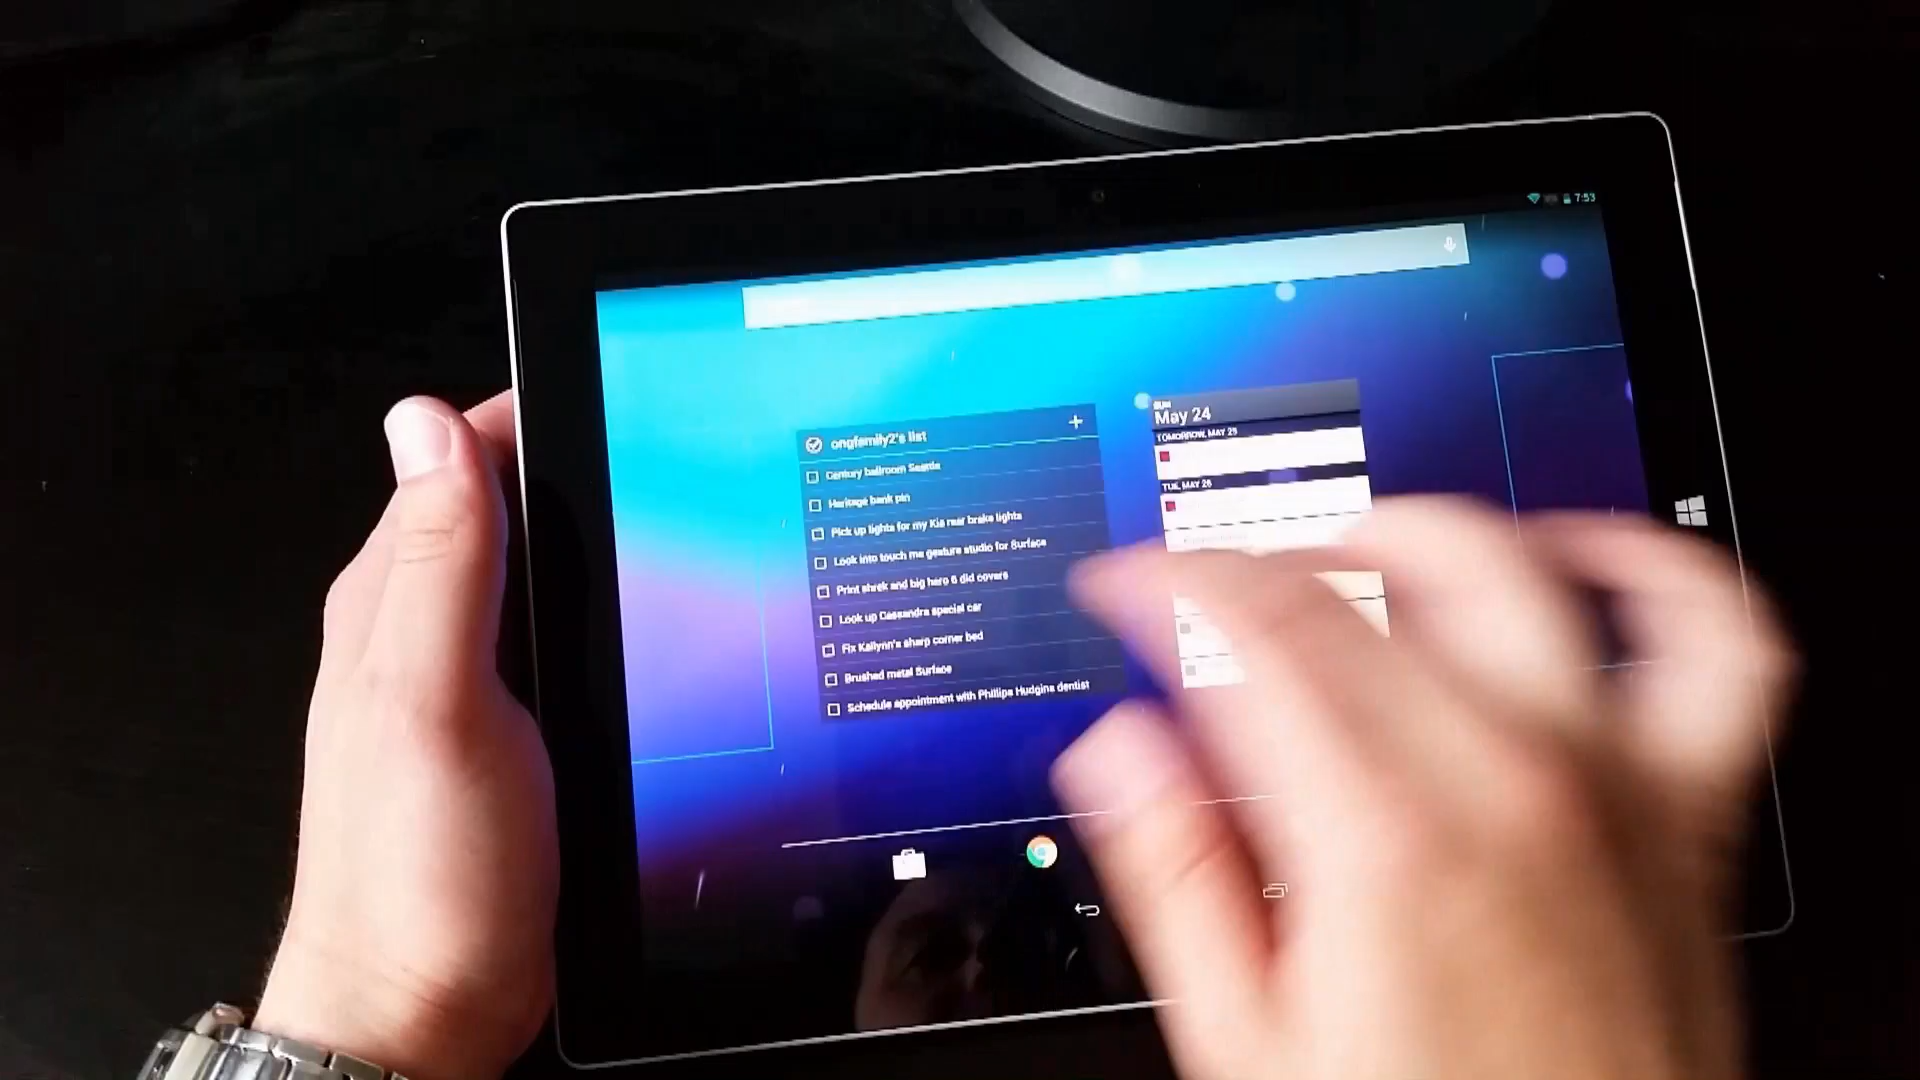 7:53
ongfamily2's list
+
Century ballroom Seattle
Heritage bank pin
Pick up lights for my Kia rear brake lights
Look into touch me gesture studio for Surface
Print shrek and big hero 6 did covers
Look up Cassandra special car
Fix Kailynn's sharp corner bed
Brushed metal Surface
Schedule appointment with Phillips Hudgins dentist
SUN
May 24
TOMORROW, MAY 25
TUE, MAY 26